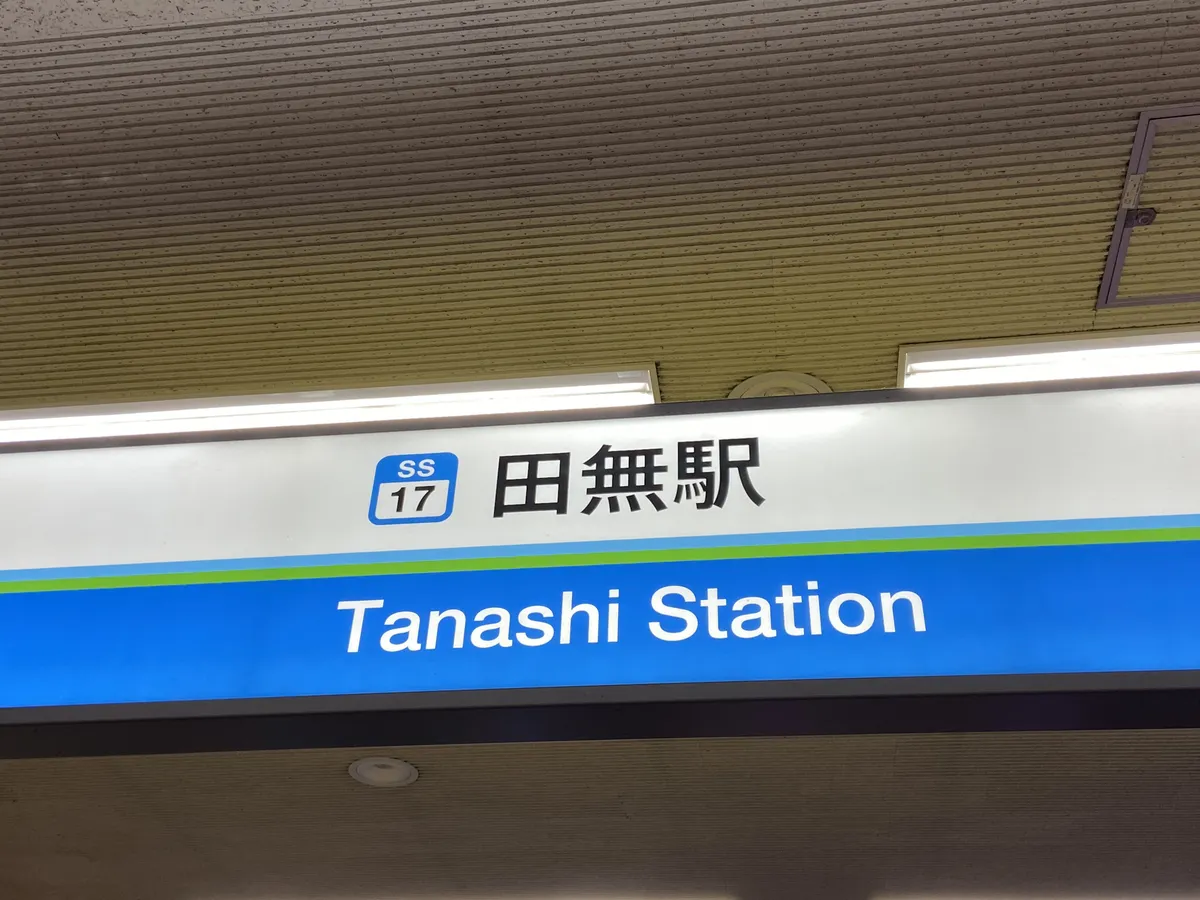 SS
17
田無駅
Tanashi Station